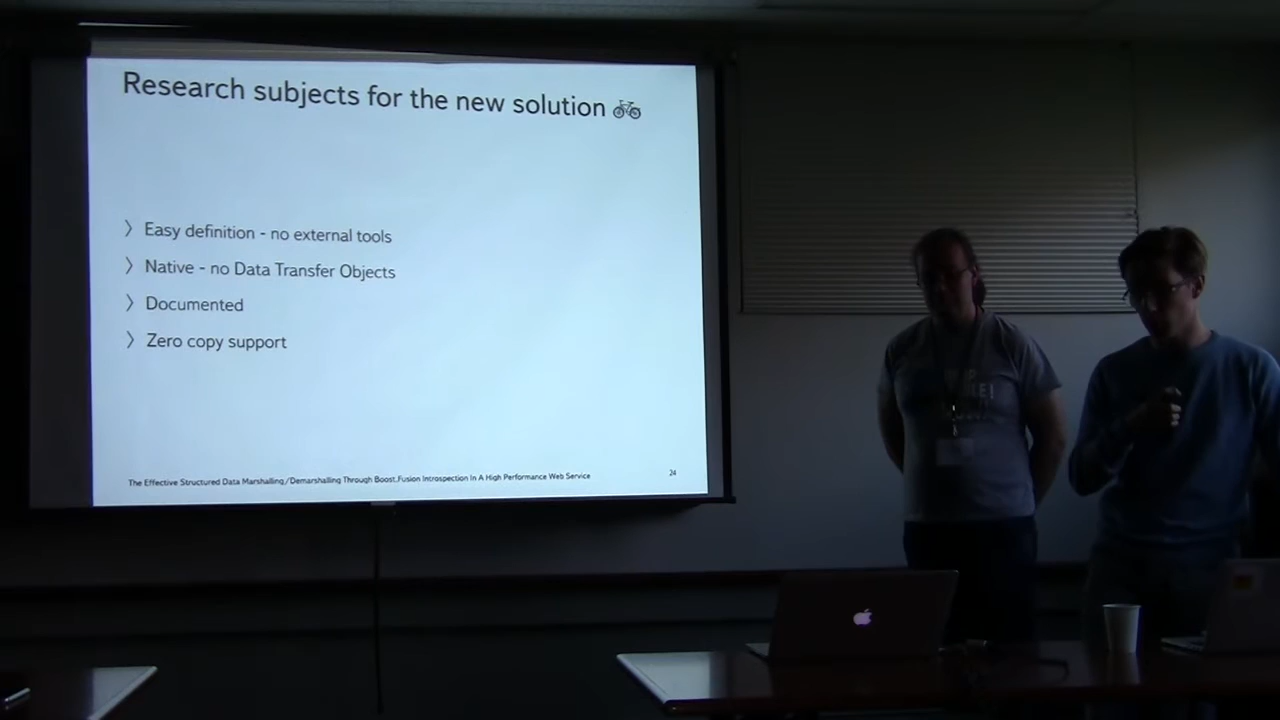 Research subjects for the new solution
〉 Easy definition - no external tools
〉 Native - no Data Transfer Objects
〉 Documented
〉 Zero copy support
The Effective Structured Data Marshalling/Demarshalling Through Boost.Fusion Introspection In A High Performance Web Service
24